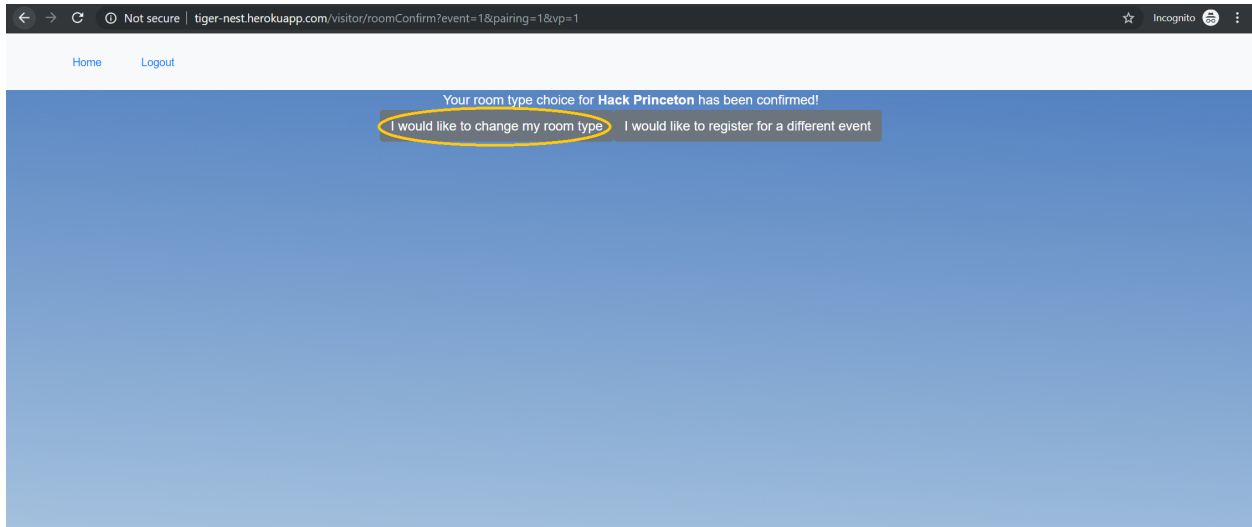 Not secure | tiger-nest.herokuapp.com/visitor/roomConfirm?event=1&pairing=1&vp=1 Incognito
Home Logout
Your room type choice for Hack Princeton has been confirmed!
I would like to change my room type I would like to register for a different event